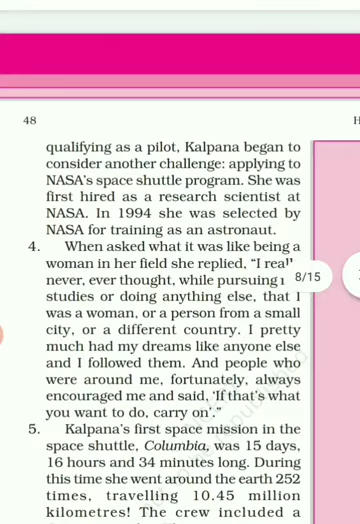 48
H
qualifying as a pilot, Kalpana began to
consider another challenge: applying to
NASA's space shuttle program. She was
first hired as a research scientist at
NASA. In 1994 she was selected by
NASA for training as an astronaut.
4. When asked what it was like being a
woman in her field she replied, "I
never, ever thought, while pursuing
8/15
studies or doing anything else, that I
was a woman, or a person from a small
city, or a different country. I pretty
much had my dreams like anyone else
and I followed them. And people who
were around me, fortunately, always
encouraged me and said, 'If that's what
you want to do, carry on'."
5. Kalpana's first space mission in the
space shuttle, Columbia, was 15 days,
16 hours and 34 minutes long. During
this time she went around the earth 252
times, travelling 10.45 million
kilometres! The crew included a